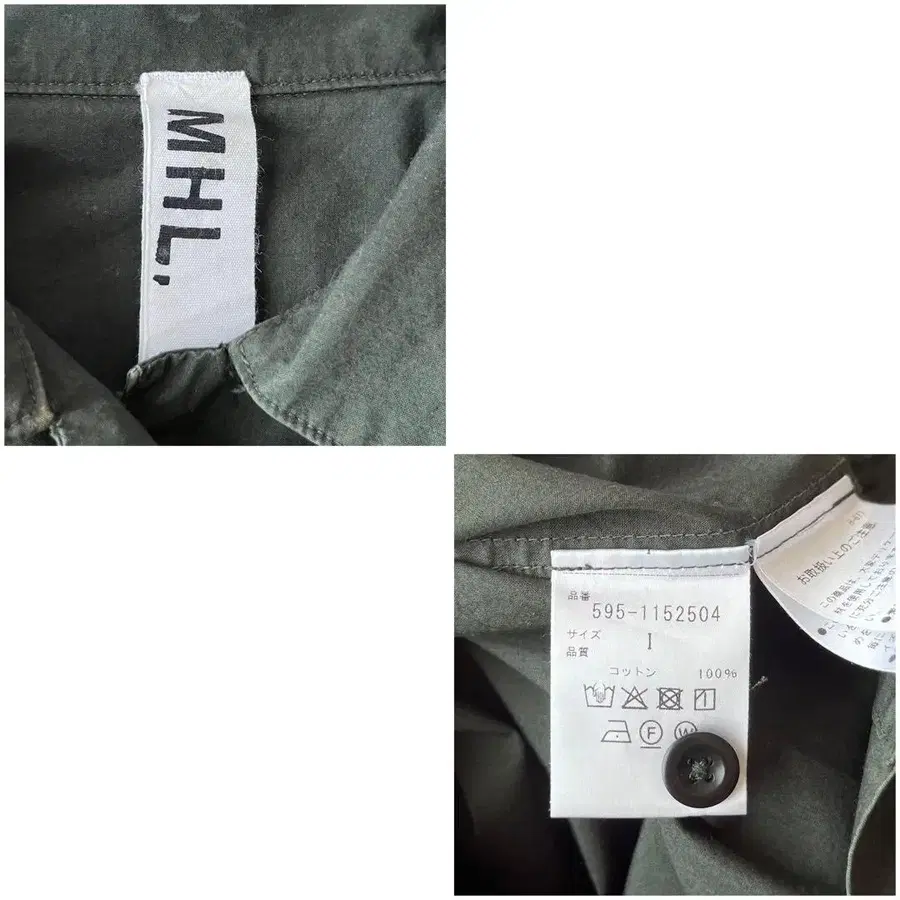 MHL.
品番
595-1152504
サイズ I
品質
コットン 100%
F
W
お取扱い上のご注意